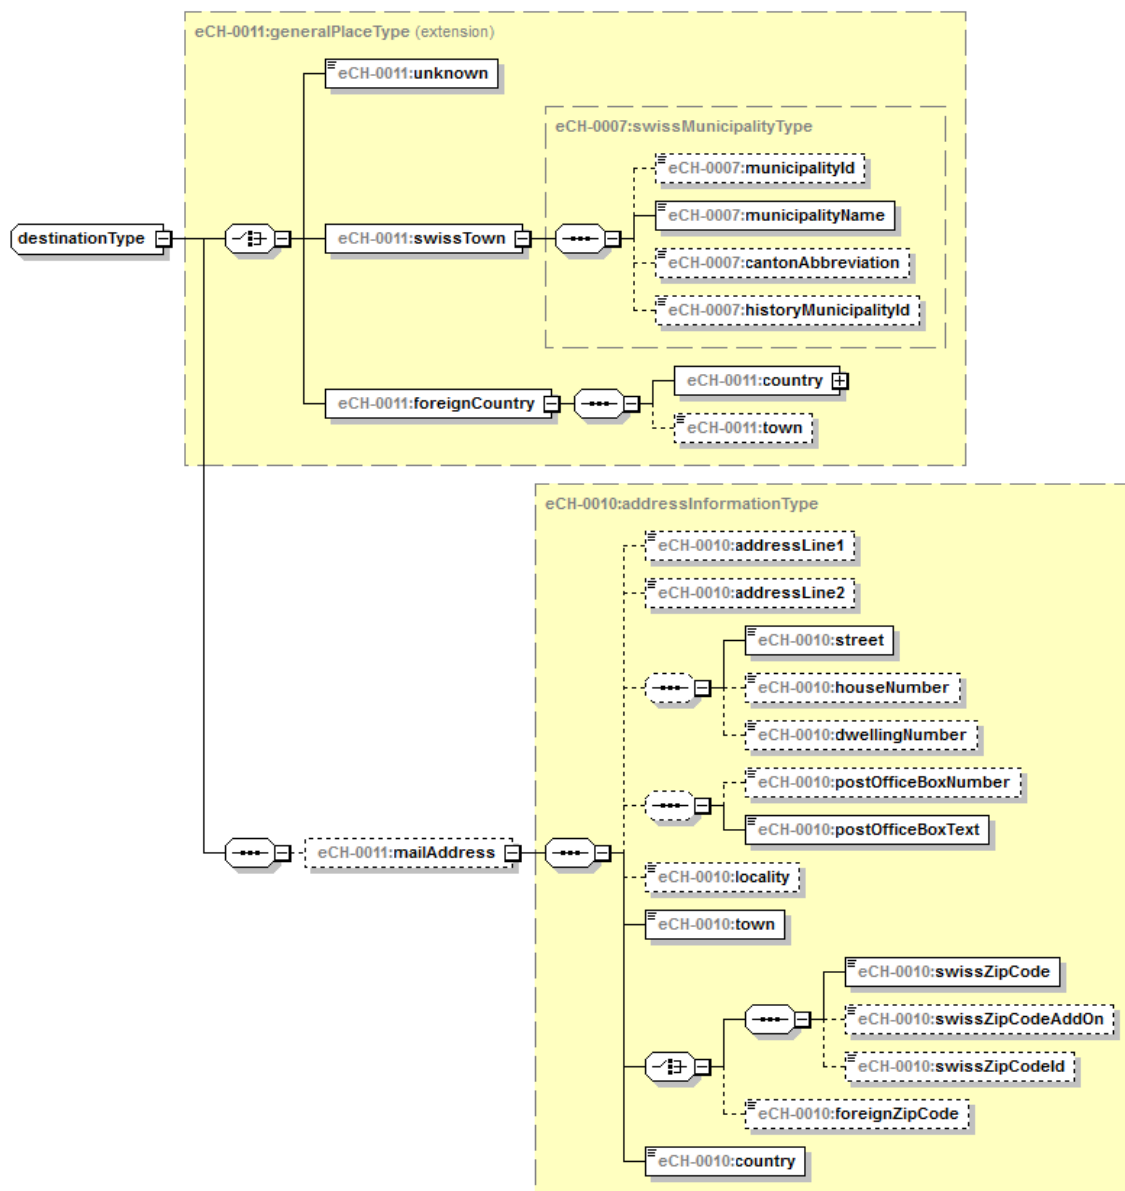 eCH-0011:generalPlaceType (extension)
eCH-0011:unknown
eCH-0007:swissMunicipalityType
eCH-0007:municipalityId
eCH-0007:municipalityName
destinationType
eCH-0011:swissTown
eCH-0007:cantonAbbreviation
eCH-0007:historyMunicipalityId
eCH-0011:country
eCH-0011:foreignCountry
eCH-0011:town
eCH-0010:addressInformationType
eCH-0010:addressLine1
eCH-0010:addressLine2
eCH-0010:street
eCH-0010:houseNumber
eCH-0010:dwellingNumber
eCH-0010:postOfficeBoxNumber
eCH-0010:postOfficeBoxText
eCH-0011:mailAddress
eCH-0010:locality
eCH-0010:town
eCH-0010:swissZipCode
eCH-0010:swissZipCodeAddOn
eCH-0010:swissZipCodeId
eCH-0010:foreignZipCode
eCH-0010:country